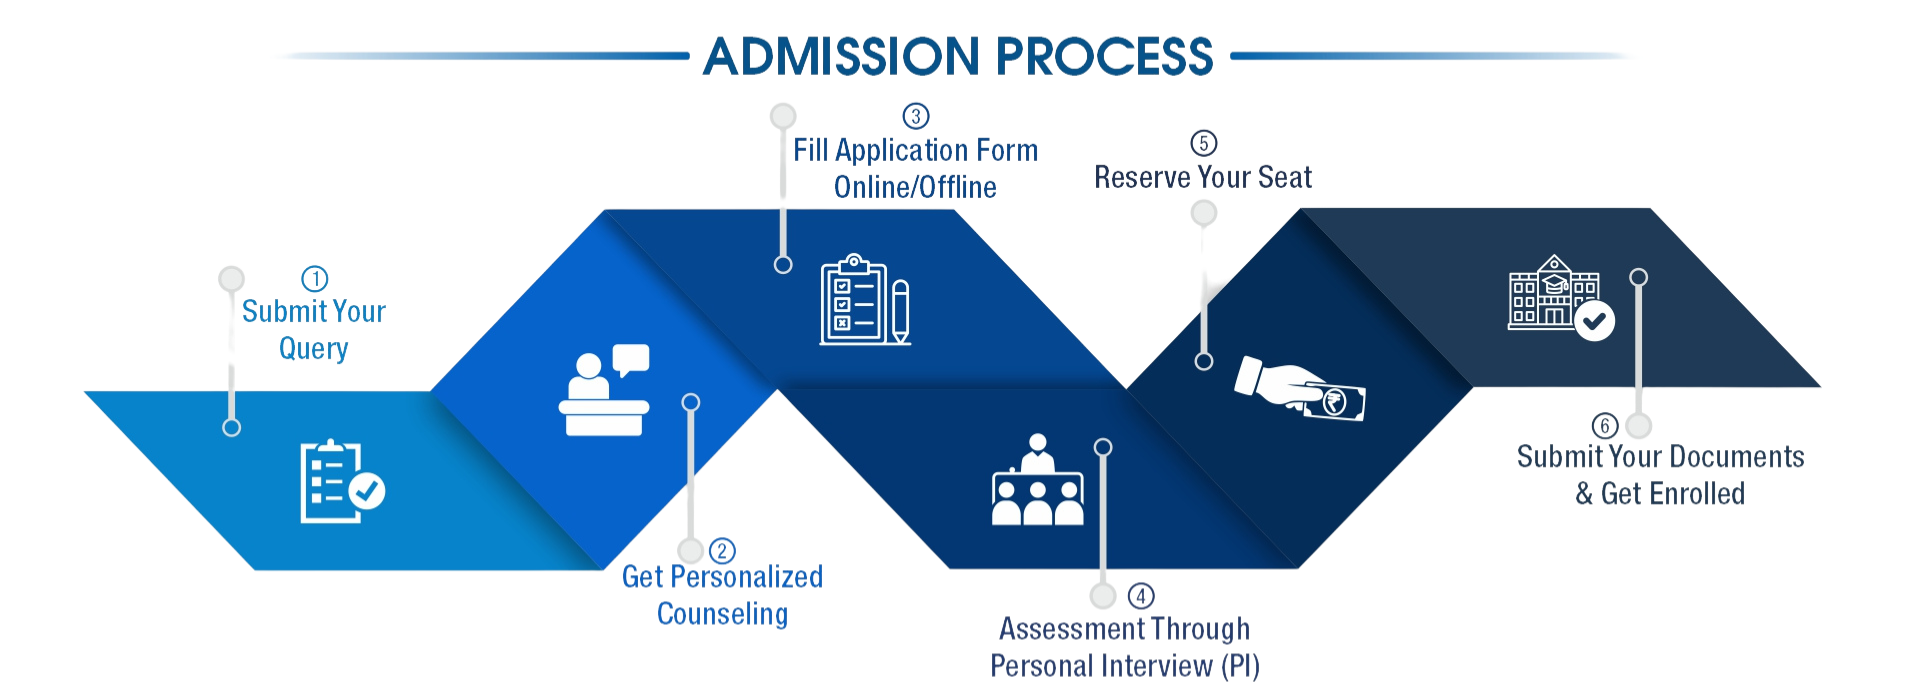 ADMISSION PROCESS
1
Submit Your
Query
2
Get Personalized
Counseling
3
Fill Application Form
Online/Offline
4
Assessment Through
Personal Interview (PI)
5
Reserve Your Seat
₹
6
Submit Your Documents
& Get Enrolled